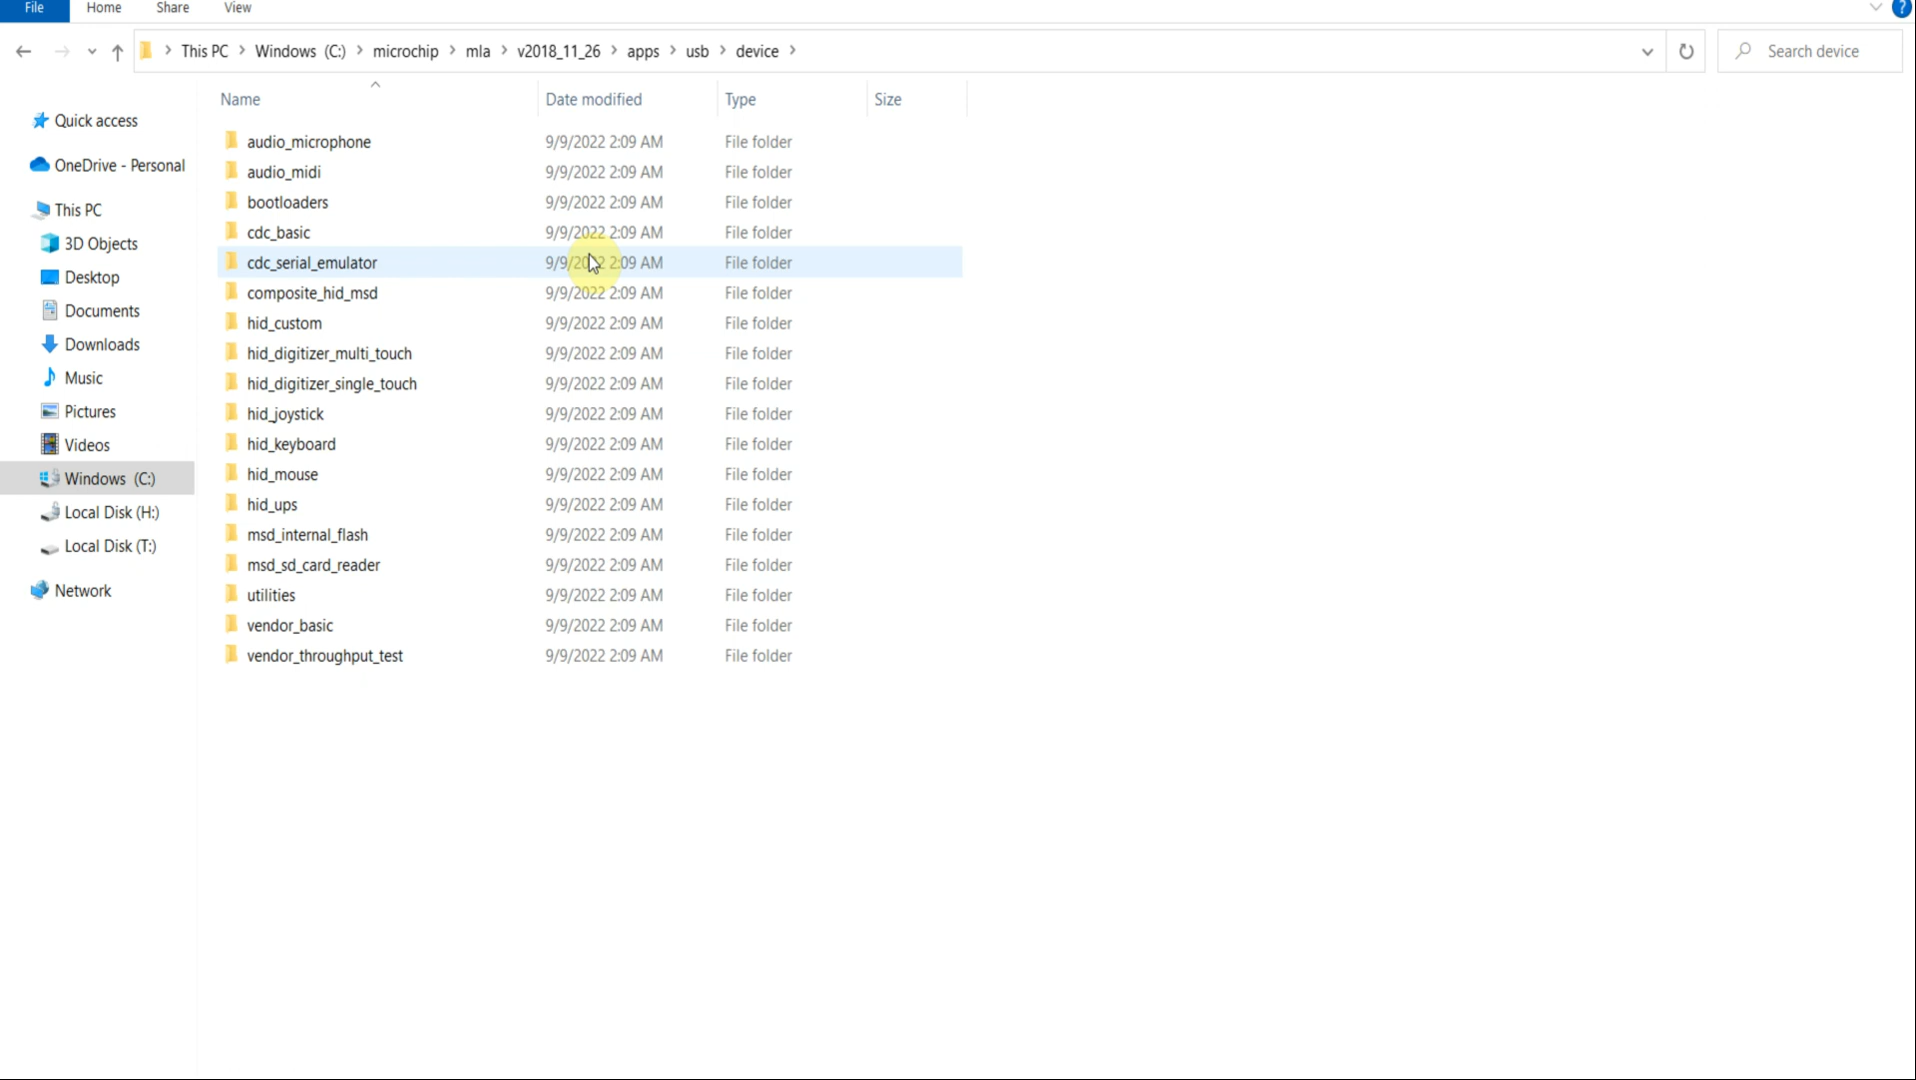 File Home Share View ?
This PC Windows (C:) microchip mla v2018_11_26 apps usb device Search device
Name Date modified Type Size
Quick access
OneDrive - Personal
This PC
3D Objects
Desktop
Documents
Downloads
Music
Pictures
Videos
Windows (C:)
Local Disk (H:)
Local Disk (T:)
Network
audio_microphone 9/9/2022 2:09 AM File folder
audio_midi 9/9/2022 2:09 AM File folder
bootloaders 9/9/2022 2:09 AM File folder
cdc_basic 9/9/2022 2:09 AM File folder
cdc_serial_emulator 9/9/2022 2:09 AM File folder
composite_hid_msd 9/9/2022 2:09 AM File folder
hid_custom 9/9/2022 2:09 AM File folder
hid_digitizer_multi_touch 9/9/2022 2:09 AM File folder
hid_digitizer_single_touch 9/9/2022 2:09 AM File folder
hid_joystick 9/9/2022 2:09 AM File folder
hid_keyboard 9/9/2022 2:09 AM File folder
hid_mouse 9/9/2022 2:09 AM File folder
hid_ups 9/9/2022 2:09 AM File folder
msd_internal_flash 9/9/2022 2:09 AM File folder
msd_sd_card_reader 9/9/2022 2:09 AM File folder
utilities 9/9/2022 2:09 AM File folder
vendor_basic 9/9/2022 2:09 AM File folder
vendor_throughput_test 9/9/2022 2:09 AM File folder